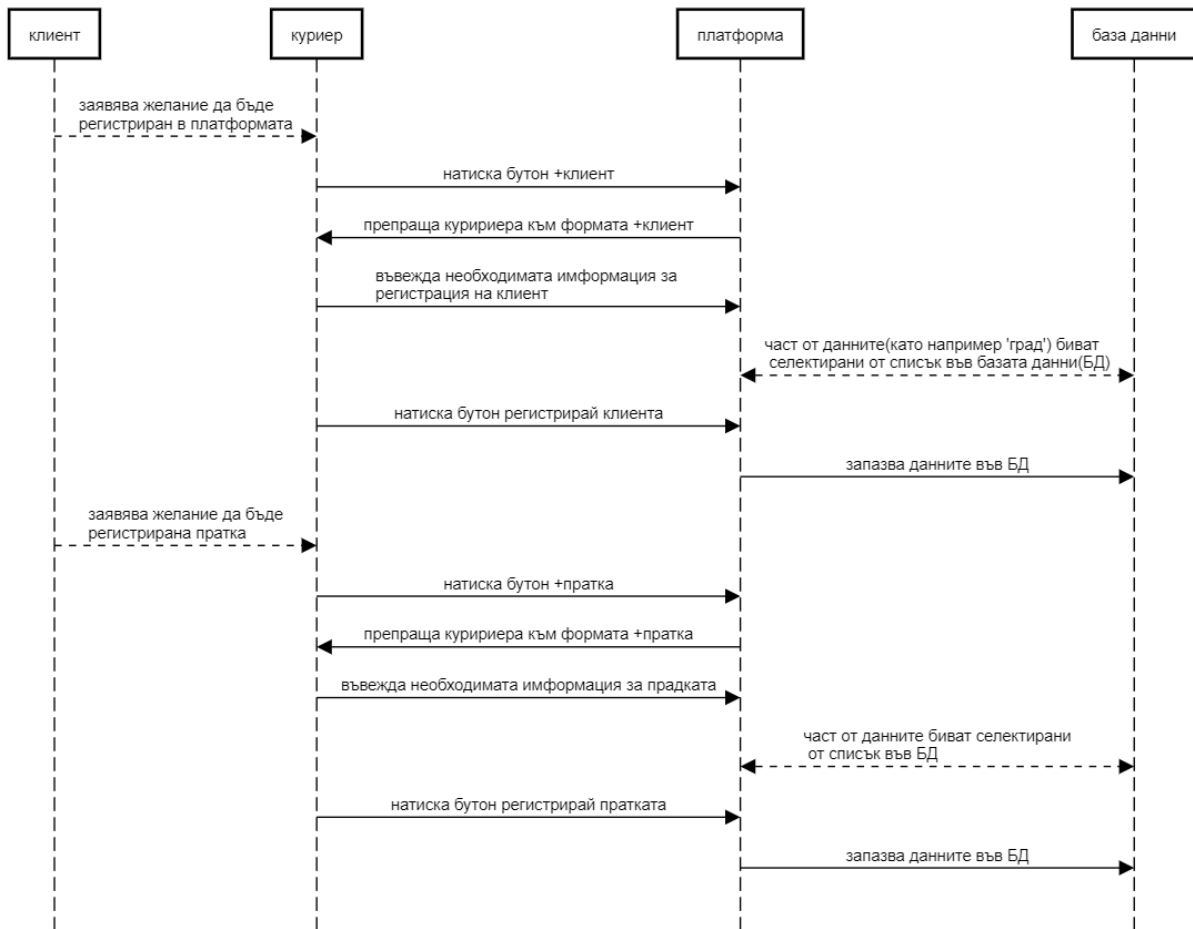 клиент
куриер
платформа
база данни
заявява желание да бъде
регистриран в платформата
натиска бутон +клиент
препраща куририера към формата +клиент
въвежда необходимата имформация за
регистрация на клиент
част от данните(като например 'град') биват
селектирани от списък във базата данни(БД)
натиска бутон регистрирай клиента
запазва данните във БД
заявява желание да бъде
регистрирана пратка
натиска бутон +пратка
препраща куририера към формата +пратка
въвежда необходимата имформация за прадката
част от данните биват селектирани
от списък във БД
натиска бутон регистрирай пратката
запазва данните във БД